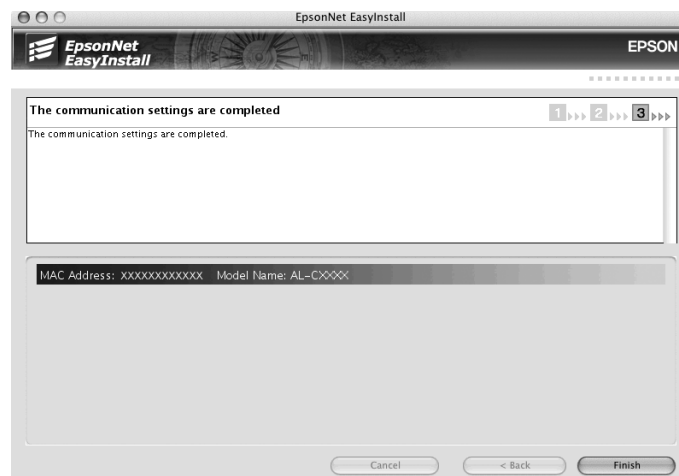 EpsonNet EasyInstall
EpsonNet
EasyInstall
EPSON
The communication settings are completed
1 2 3
The communication settings are completed.
MAC Address: XXXXXXXXXXXX Model Name: AL-CXXXX
Cancel
< Back
Finish